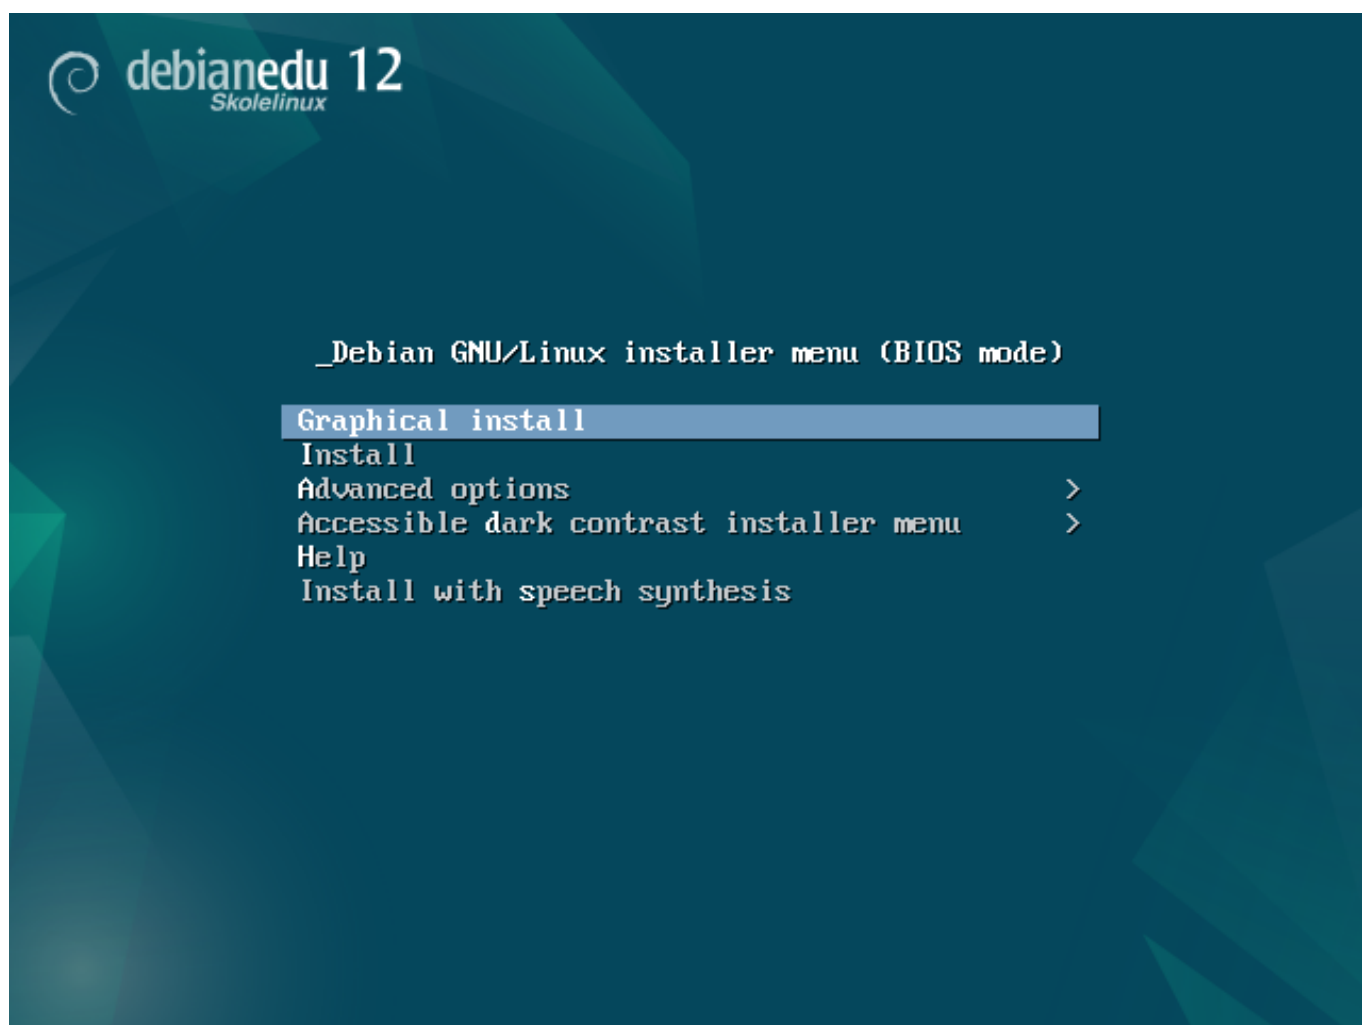 debianedu 12
Skolelinux
_Debian GNU/Linux installer menu (BIOS mode)
Graphical install
Install
Advanced options >
Accessible dark contrast installer menu >
Help
Install with speech synthesis